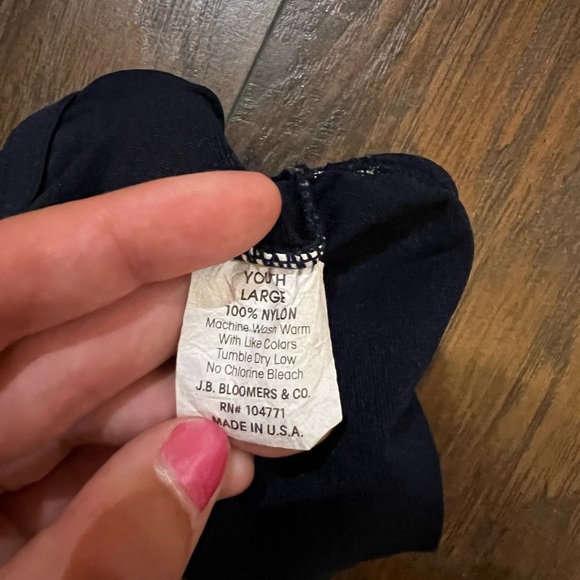 YOUTH
LARGE
100% NYLON
Machine Wash Warm
With Like Colors
Tumble Dry Low
No Chlorine Bleach
J.B. BLOOMERS & CO.
RN# 104771
MADE IN U.S.A.